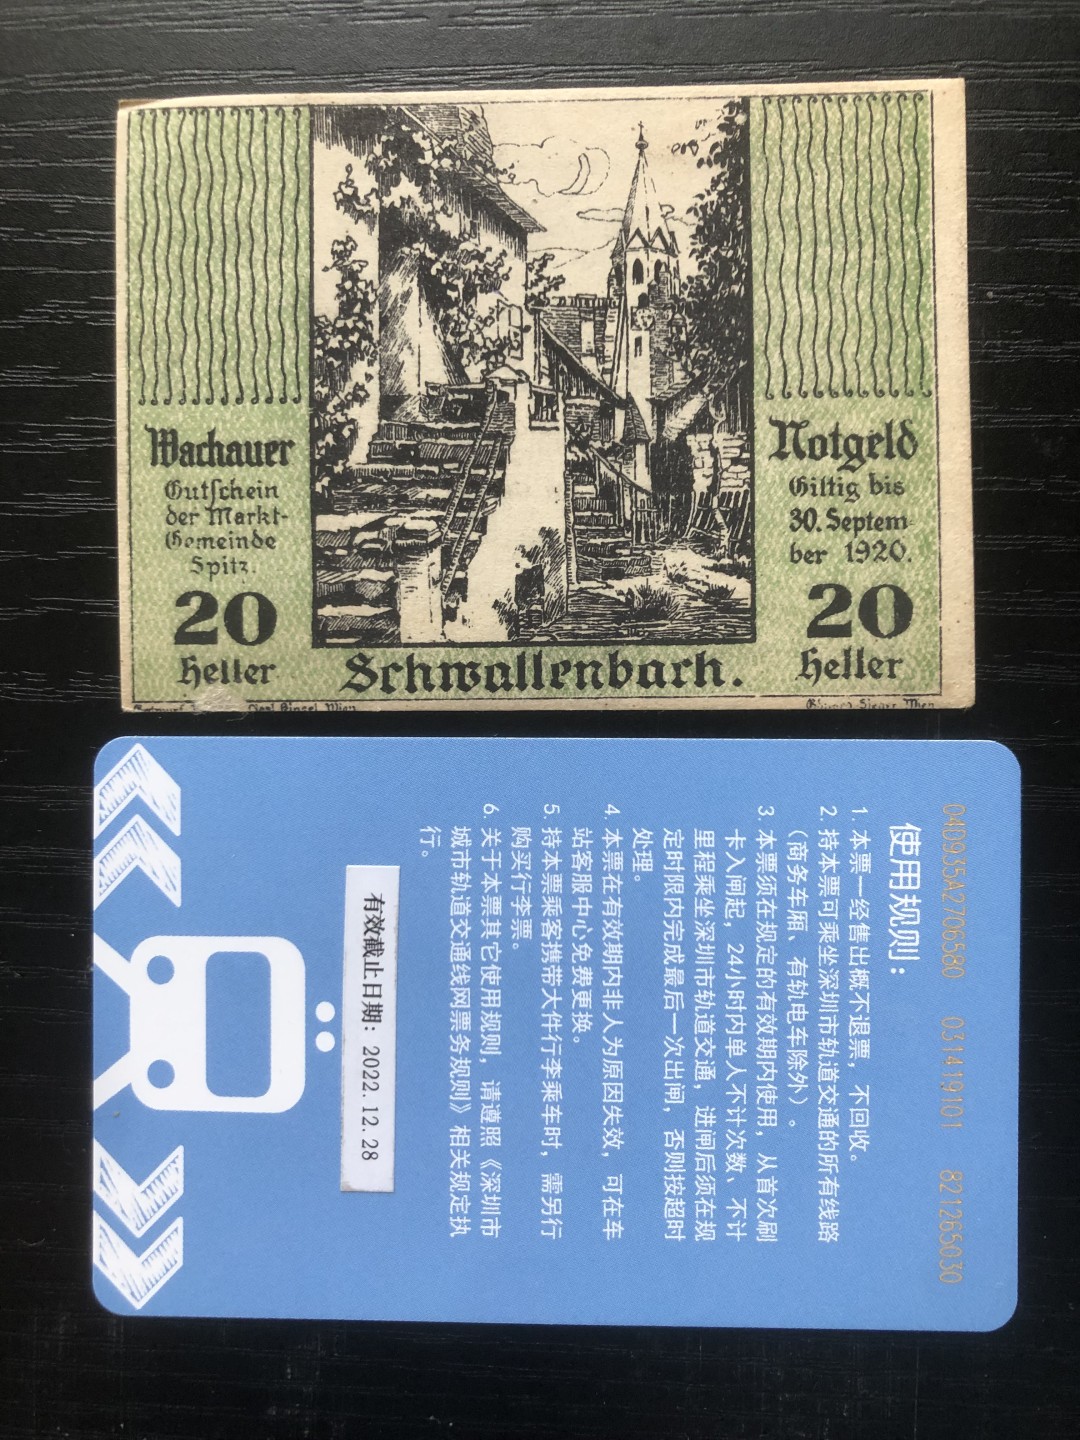 Wachauer
Gutschein
der Markt-
Gemeinde
Spitz.
20
Heller
Schwallenbach.
Notgeld
Giltig bis
30. Septem-
ber 1920.
20
Heller
Wien
Wien
04D935A2706580 031419101 821265030
使用规则：
1. 本票一经售出概不退票，不回收。
2. 持本票可乘坐深圳市轨道交通的所有线路
（商务车厢、有轨电车除外）。
3. 本票须在规定的有效期内使用，从首次刷
卡入闸起，24小时内单人不计次数、不计
里程乘坐深圳市轨道交通，进闸后须在规
定时限内完成最后一次出闸，否则按超时
处理。
4. 本票在有效期内非人为原因失效，可在车
站客服中心免费更换。
5. 持本票乘客携带大件行李乘车时，需另行
购买行李票。
6. 关于本票其它使用规则，请遵照《深圳市
城市轨道交通线网票务规则》相关规定执
行。
有效截止日期：2022.12.28